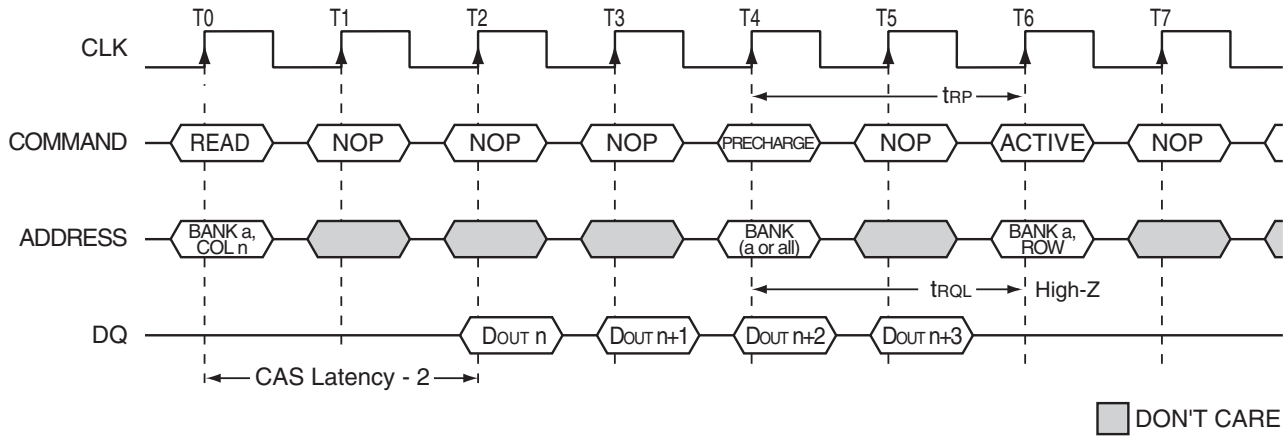 T0 T1 T2 T3 T4 T5 T6 T7
CLK
tRP
COMMAND READ NOP NOP NOP PRECHARGE NOP ACTIVE NOP
ADDRESS BANK a, COL n BANK (a or all) BANK a, ROW
tRQL High-Z
DQ DOUT n DOUT n+1 DOUT n+2 DOUT n+3
CAS Latency - 2
DON'T CARE